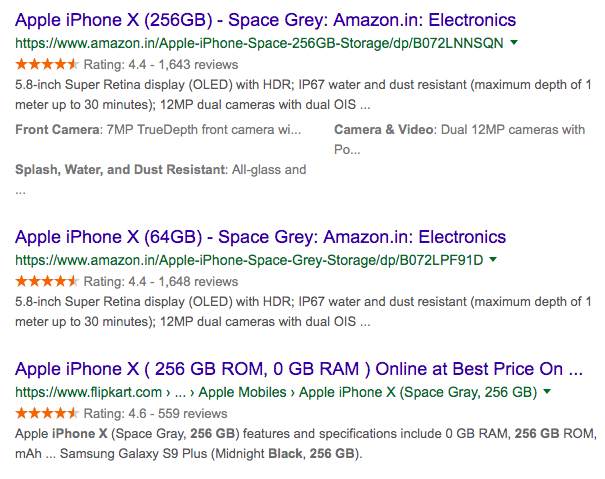 Apple iPhone X (256GB) - Space Grey: Amazon.in: Electronics
https://www.amazon.in/Apple-iPhone-Space-256GB-Storage/dp/B072LNNSQN
Rating: 4.4 - 1,643 reviews
5.8-inch Super Retina display (OLED) with HDR; IP67 water and dust resistant (maximum depth of 1
meter up to 30 minutes); 12MP dual cameras with dual OIS ...
Front Camera: 7MP TrueDepth front camera wi...
Camera & Video: Dual 12MP cameras with
Po...
Splash, Water, and Dust Resistant: All-glass and
...
Apple iPhone X (64GB) - Space Grey: Amazon.in: Electronics
https://www.amazon.in/Apple-iPhone-Space-Grey-Storage/dp/B072LPF91D
Rating: 4.4 - 1,648 reviews
5.8-inch Super Retina display (OLED) with HDR; IP67 water and dust resistant (maximum depth of 1
meter up to 30 minutes); 12MP dual cameras with dual OIS ...
Apple iPhone X ( 256 GB ROM, 0 GB RAM ) Online at Best Price On ...
https://www.flipkart.com › ... › Apple Mobiles › Apple iPhone X (Space Gray, 256 GB)
Rating: 4.6 - 559 reviews
Apple iPhone X (Space Gray, 256 GB) features and specifications include 0 GB RAM, 256 GB ROM,
mAh ... Samsung Galaxy S9 Plus (Midnight Black, 256 GB).